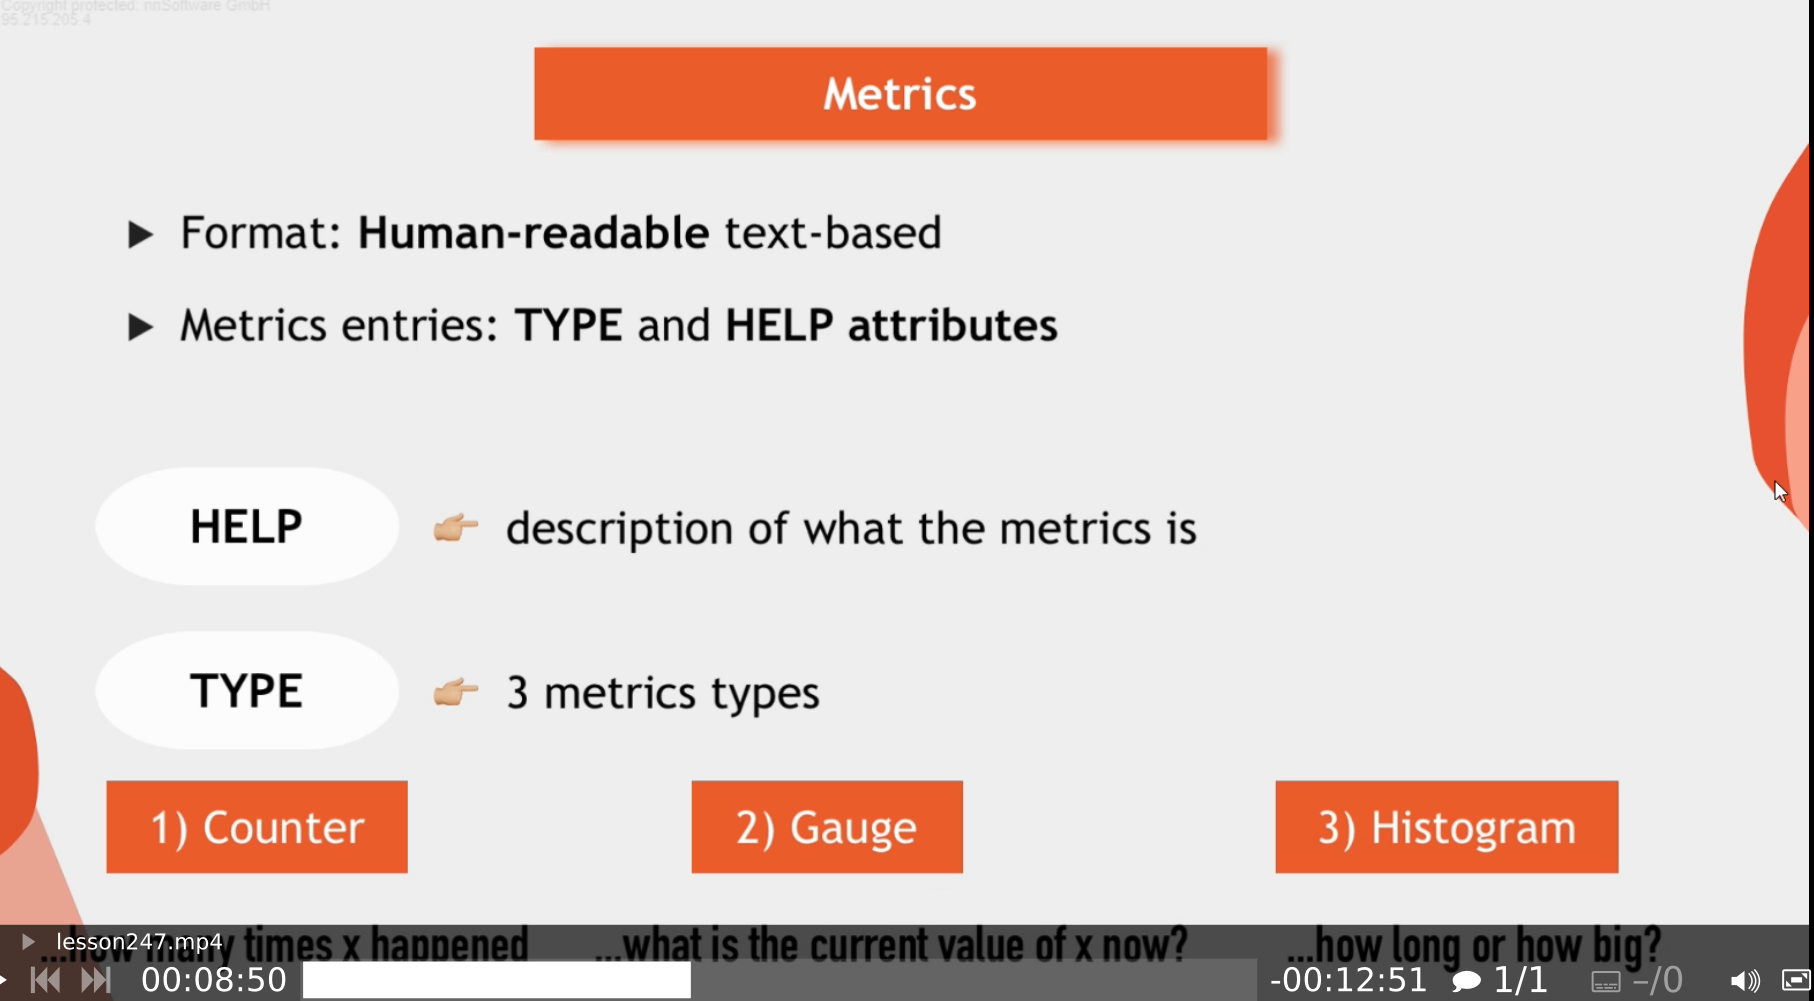 Copyright protected: nnSoftware GmbH
95.215.205.4
Metrics
Format: Human-readable text-based
Metrics entries: TYPE and HELP attributes
HELP
description of what the metrics is
TYPE
3 metrics types
1) Counter
2) Gauge
3) Histogram
...how many times x happened
...what is the current value of x now?
...how long or how big?
lesson247.mp4
00:08:50
-00:12:51
1/1
–/0